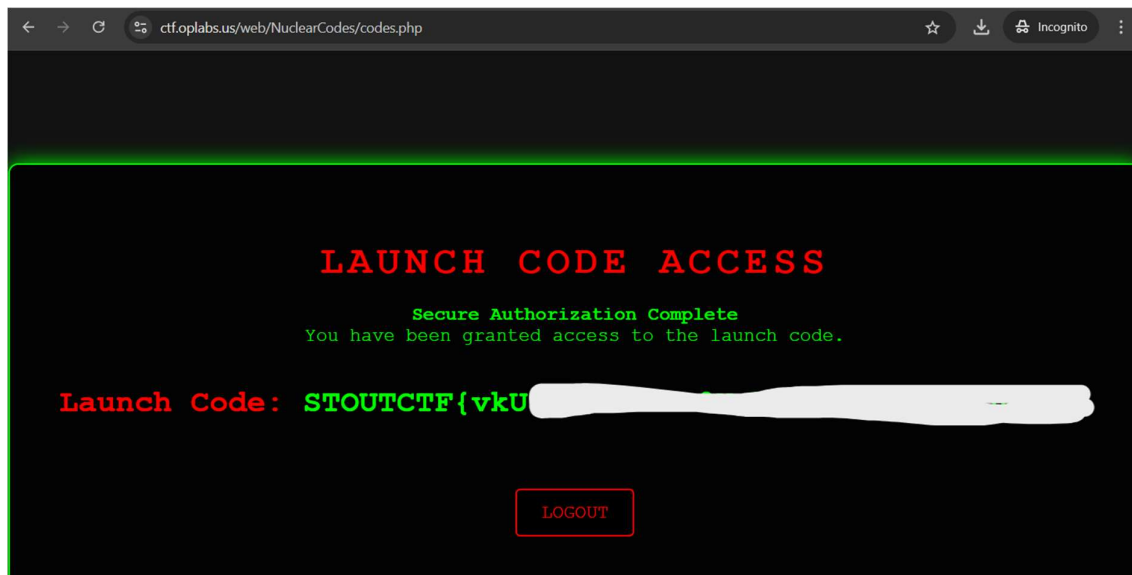 ctf.oplabs.us/web/NuclearCodes/codes.php
Incognito
LAUNCH CODE ACCESS
Secure Authorization Complete
You have been granted access to the launch code.
Launch Code: STOUTCTF{vkU
LOGOUT